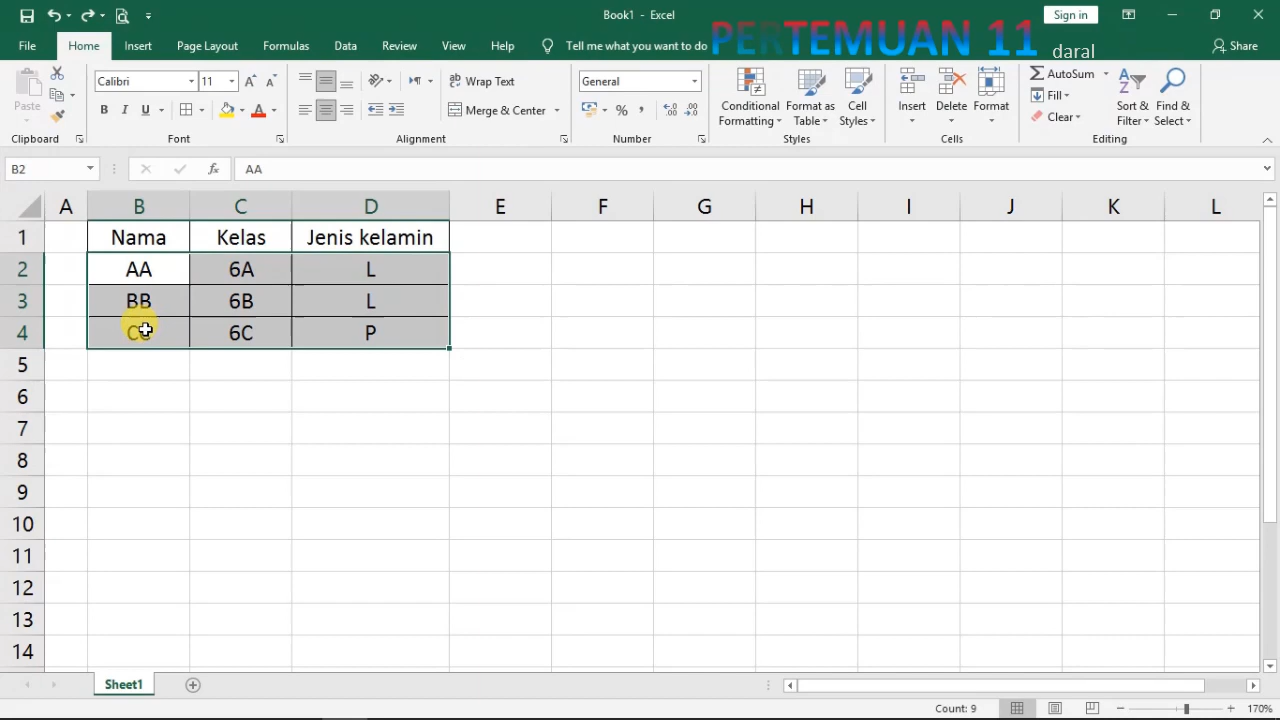 Book1 - Excel
Sign in
PERTEMUAN 11
daral
File Home Insert Page Layout Formulas Data Review View Help Tell me what you want to do
Share
Paste
Clipboard
Calibri 11
B I U
Font
Wrap Text
Merge & Center
Alignment
General
%
Number
Conditional Formatting
Format as Table
Cell Styles
Styles
Insert
Delete
Format
Cells
AutoSum
Fill
Clear
Sort & Filter
Find & Select
Editing
B2 fx AA
A B C D E F G H I J K L
1 Nama Kelas Jenis kelamin
2 AA 6A L
3 BB 6B L
4 CC 6C P
5
6
7
8
9
10
11
12
13
14
Sheet1
Count: 9 170%